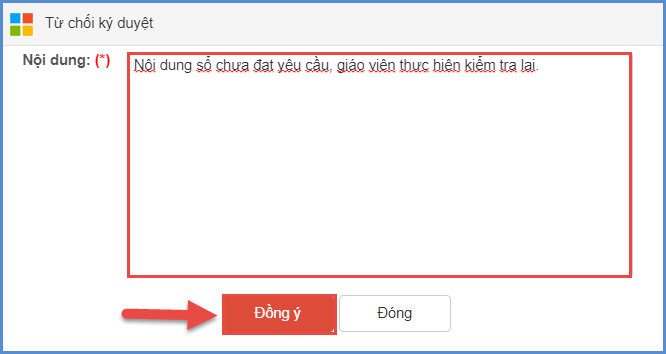 Từ chối ký duyệt
Nội dung: (*)
Nội dung sổ chưa đạt yêu cầu, giáo viên thực hiện kiểm tra lại.
Đồng ý
Đóng